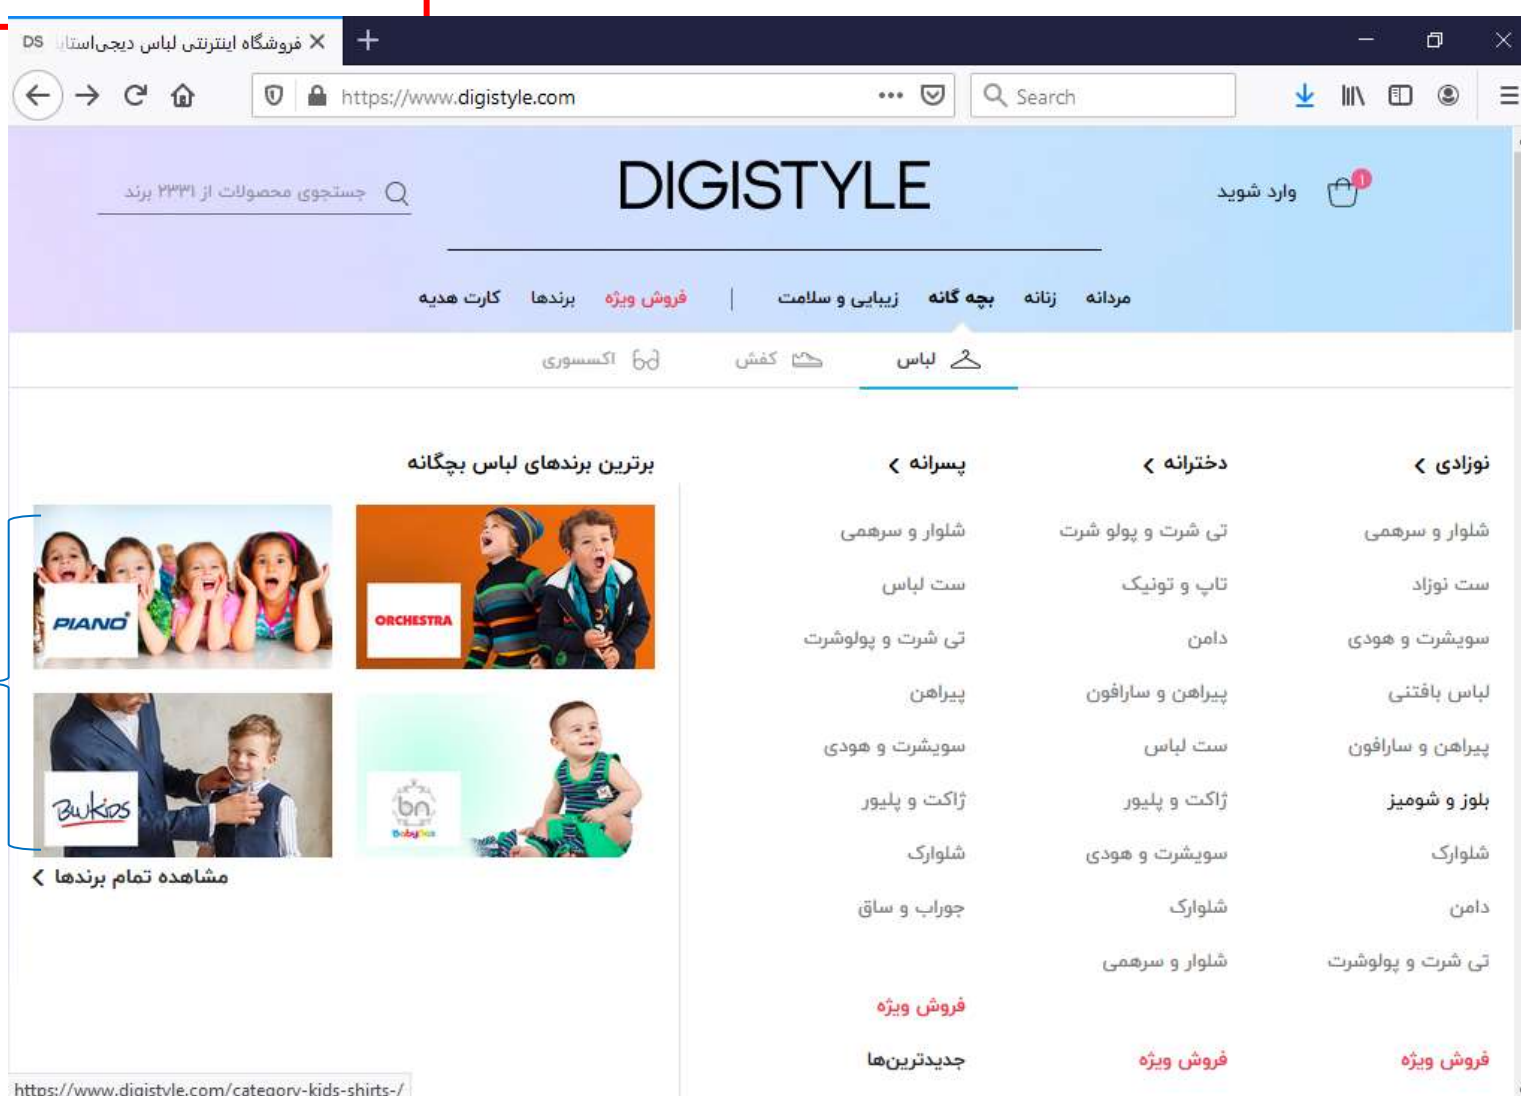 DS فروشگاه اینترنتی لباس دیجی‌استای
https://www.digistyle.com
Search
جستجوی محصولات از ۲۳۳۱ برند
DIGISTYLE
وارد شوید
1
مردانه زنانه بچه گانه زیبایی و سلامت | فروش ویژه برندها کارت هدیه
لباس کفش اکسسوری
نوزادی
شلوار و سرهمی
ست نوزاد
سویشرت و هودی
لباس بافتنی
پیراهن و سارافون
بلوز و شومیز
شلوارک
دامن
تی شرت و پولوشرت
فروش ویژه
دخترانه
تی شرت و پولو شرت
تاپ و تونیک
دامن
پیراهن و سارافون
ست لباس
ژاکت و پلیور
سویشرت و هودی
شلوارک
شلوار و سرهمی
فروش ویژه
پسرانه
شلوار و سرهمی
ست لباس
تی شرت و پولوشرت
پیراهن
سویشرت و هودی
ژاکت و پلیور
شلوارک
جوراب و ساق
فروش ویژه
جدیدترین‌ها
برترین برندهای لباس بچگانه
ORCHESTRA
PIANO
bn
BWKIDS
مشاهده تمام برندها
https://www.digistyle.com/category-kids-shirts-/